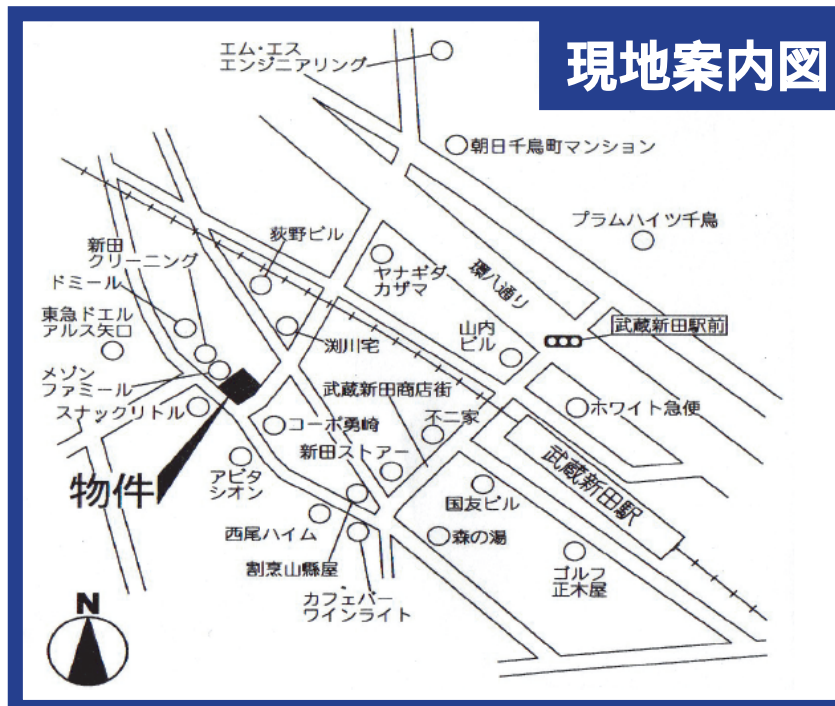 現地案内図
エム・エス
エンジニアリング
朝日千鳥町マンション
プラムハイツ千鳥
荻野ビル
新田
クリーニング
ヤナギダ
カザマ
環八通り
ドミール
東急ドエル
アルス矢口
渕川宅
山内
ビル
武蔵新田駅前
メゾン
ファミール
スナックリトル
武蔵新田商店街
ホワイト急便
コーポ勇崎
不二家
新田ストアー
武蔵新田駅
アビタ
シオン
物件
国友ビル
西尾ハイム
森の湯
割烹山縣屋
ゴルフ
正木屋
カフェバー
ワインライト
N